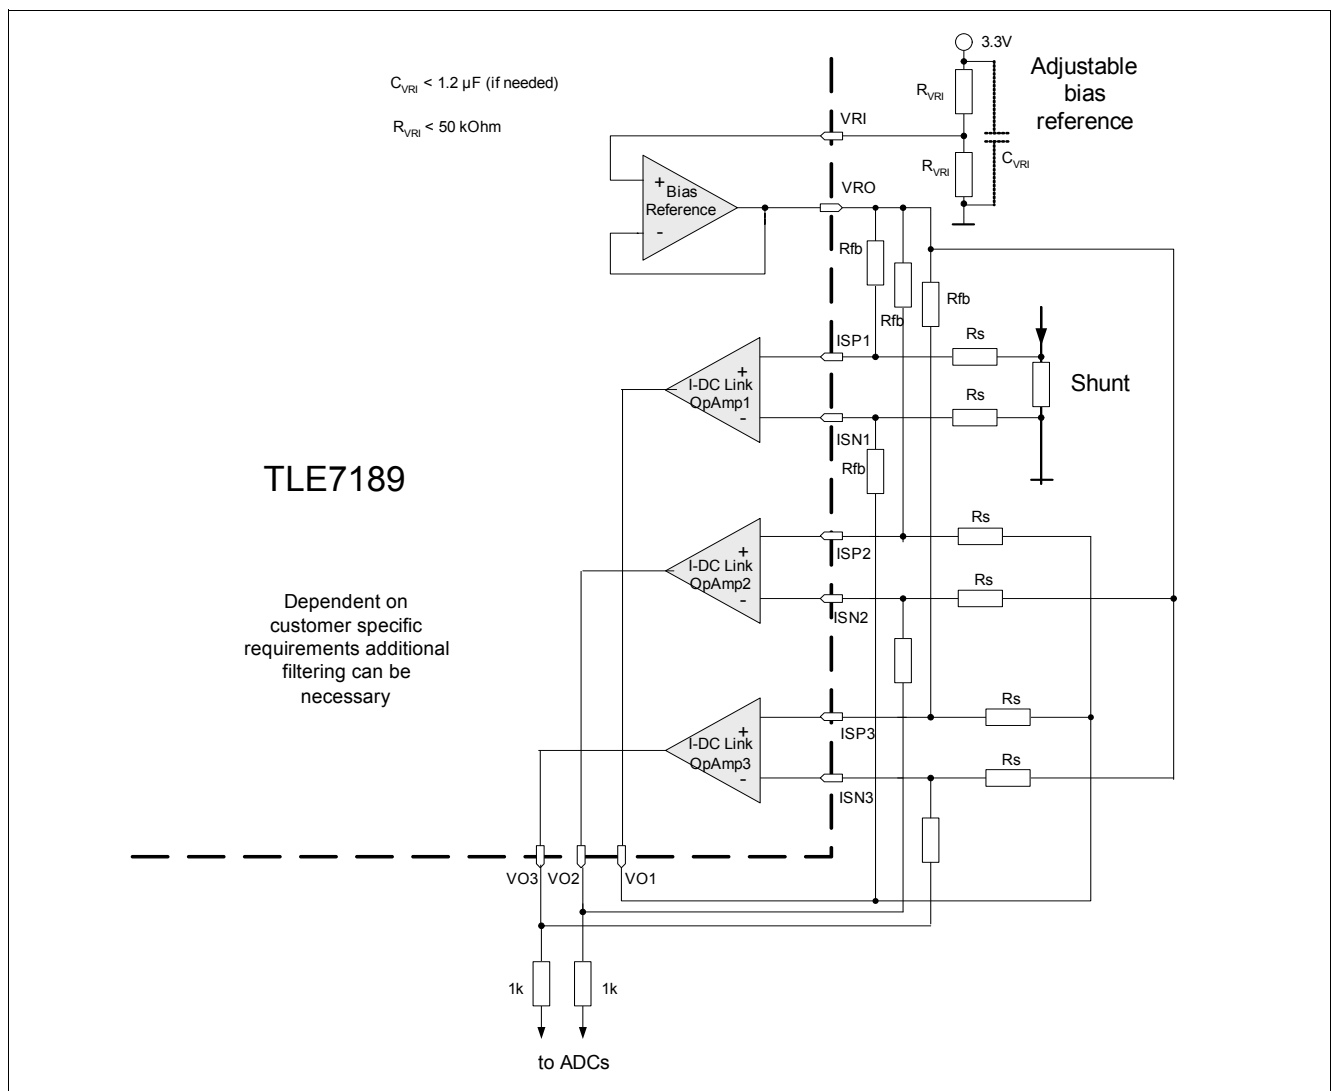 3.3V
C_VRI < 1.2 µF (if needed)
R_VRI < 50 kOhm
R_VRI
Adjustable
bias
reference
VRI
R_VRI
C_VRI
+
Bias
Reference
-
VRO
Rfb
Rfb
Rfb
ISP1
Rs
+
I-DC Link
OpAmp1
-
Rs
Shunt
ISN1
Rfb
TLE7189
Rs
ISP2
+
I-DC Link
OpAmp2
-
Rs
ISN2
Dependent on
customer specific
requirements additional
filtering can be
necessary
Rs
ISP3
+
I-DC Link
OpAmp3
-
Rs
ISN3
VO3
VO2
VO1
1k
1k
to ADCs